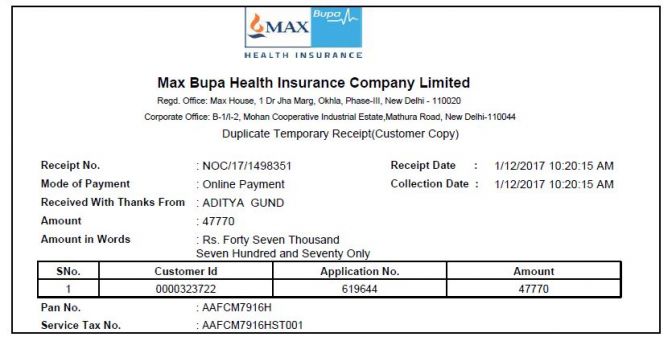 MAX Bupa
HEALTH INSURANCE
Max Bupa Health Insurance Company Limited
Regd. Office: Max House, 1 Dr Jha Marg, Okhla, Phase-III, New Delhi - 110020
Corporate Office: B-1/I-2, Mohan Cooperative Industrial Estate,Mathura Road, New Delhi-110044
Duplicate Temporary Receipt(Customer Copy)
Receipt No. : NOC/17/1498351 Receipt Date : 1/12/2017 10:20:15 AM
Mode of Payment : Online Payment Collection Date : 1/12/2017 10:20:15 AM
Received With Thanks From : ADITYA GUND
Amount : 47770
Amount in Words : Rs. Forty Seven Thousand
Seven Hundred and Seventy Only
SNo. Customer Id Application No. Amount
1 0000323722 619644 47770
Pan No. : AAFCM7916H
Service Tax No. : AAFCM7916HST001